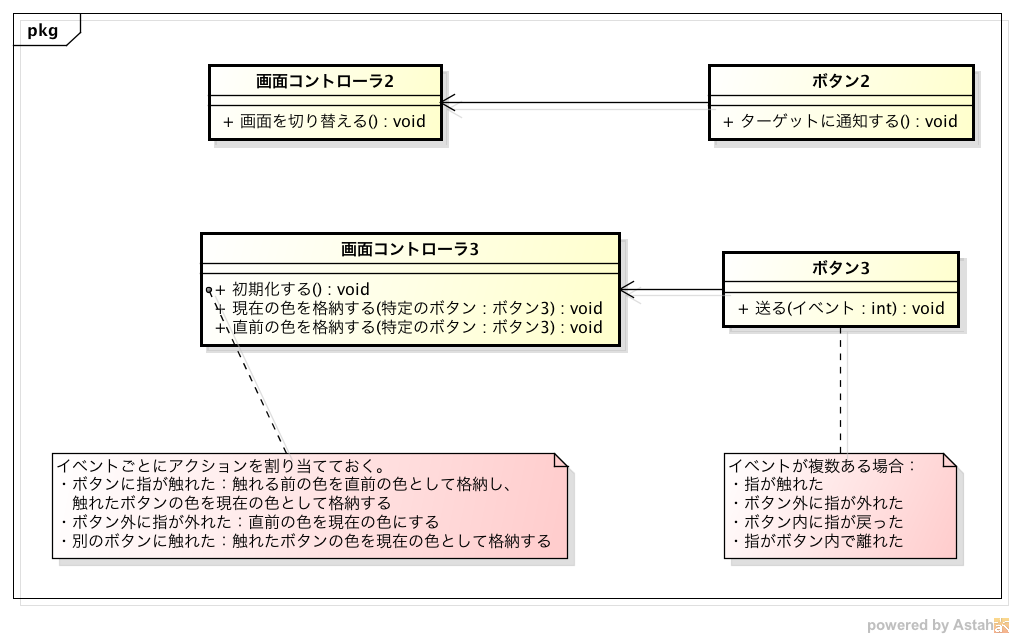 pkg
画面コントローラ2
+ 画面を切り替える() : void
ボタン2
+ ターゲットに通知する() : void
画面コントローラ3
+ 初期化する() : void
+ 現在の色を格納する(特定のボタン : ボタン3) : void
+ 直前の色を格納する(特定のボタン : ボタン3) : void
ボタン3
+ 送る(イベント : int) : void
イベントごとにアクションを割り当てておく。
・ボタンに指が触れた：触れる前の色を直前の色として格納し、
触れたボタンの色を現在の色として格納する
・ボタン外に指が外れた：直前の色を現在の色にする
・別のボタンに触れた：触れたボタンの色を現在の色として格納する
イベントが複数ある場合：
・指が触れた
・ボタン外に指が外れた
・ボタン内に指が戻った
・指がボタン内で離れた
powered by Astah